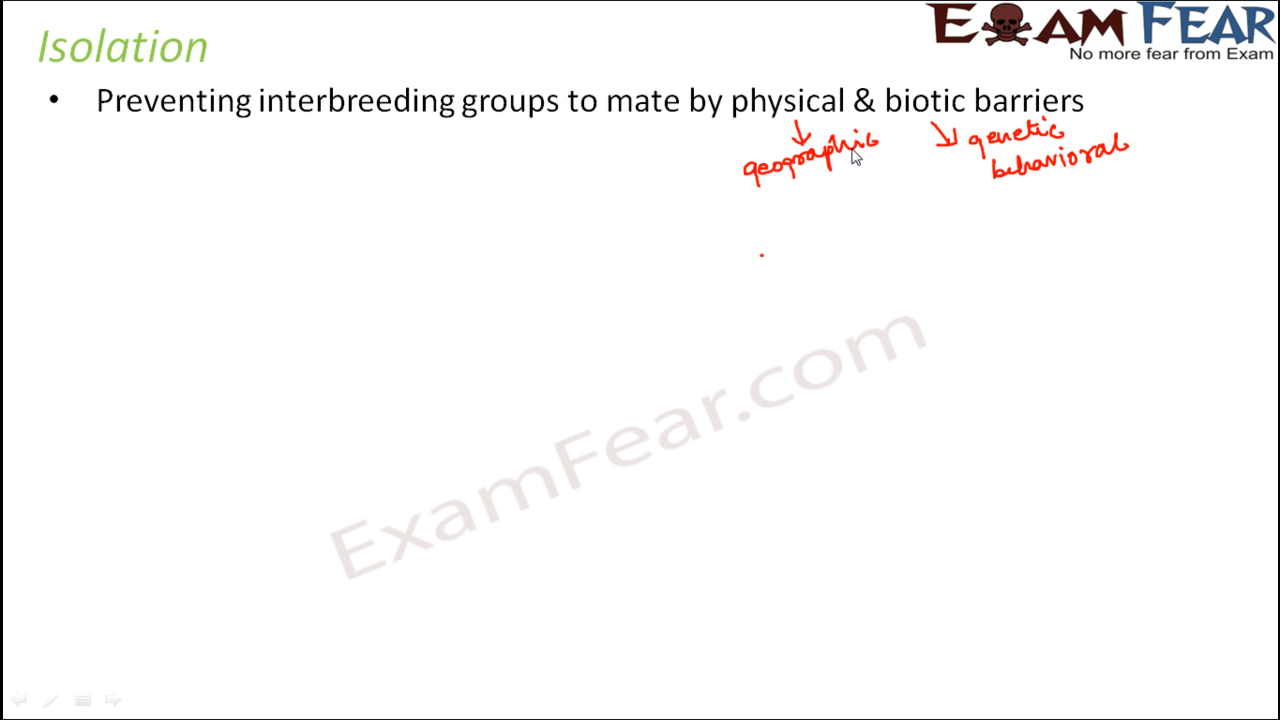 Isolation
EXAM FEAR
No more fear from Exam
• Preventing interbreeding groups to mate by physical & biotic barriers
geographic
genetic
behavioral
ExamFear.com